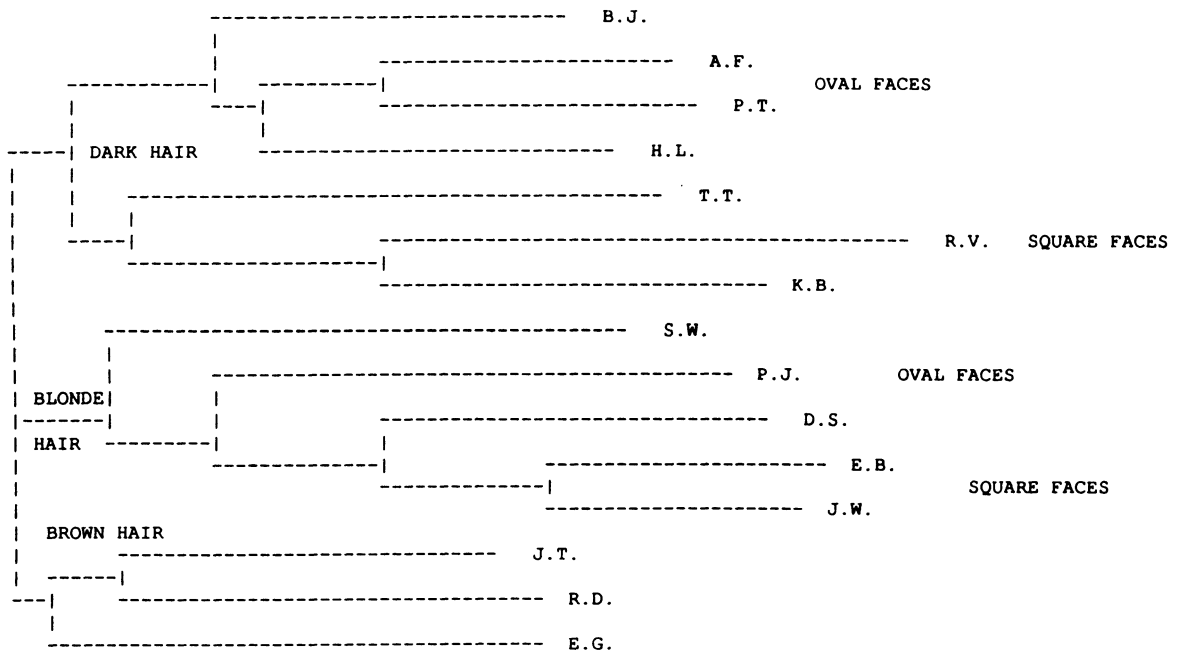 B.J.
A.F.
OVAL FACES
P.T.
DARK HAIR
H.L.
T.T.
R.V. SQUARE FACES
K.B.
S.W.
P.J. OVAL FACES
BLONDE
D.S.
HAIR
E.B.
SQUARE FACES
J.W.
BROWN HAIR
J.T.
R.D.
E.G.